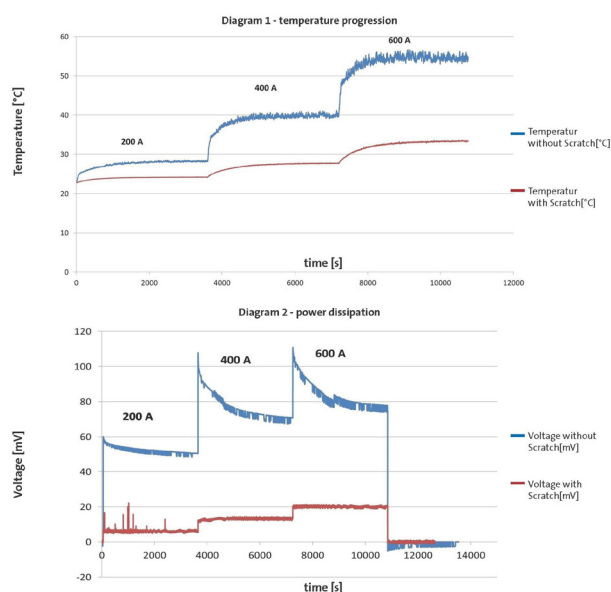 Diagram 1 - temperature progression
60
50
40
30
20
10
0
Temperature [°C]
200 A
400 A
600 A
0 2000 4000 6000 8000 10000 12000
time [s]
Temperatur
without Scratch[°C]
Temperatur
with Scratch[°C]
Diagram 2 - power dissipation
120
100
80
60
40
20
0
-20
Voltage [mV]
200 A
400 A
600 A
0 2000 4000 6000 8000 10000 12000 14000
time [s]
Voltage without
Scratch[mV]
Voltage with
Scratch[mV]